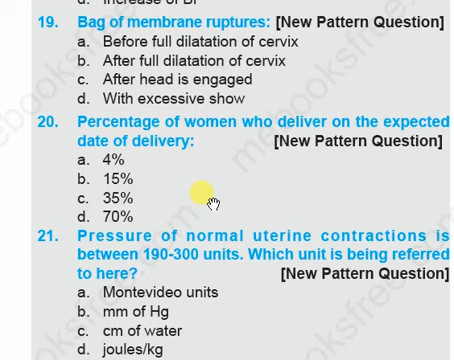 d. Increase of BP
19. Bag of membrane ruptures: [New Pattern Question]
a. Before full dilatation of cervix
b. After full dilatation of cervix
c. After head is engaged
d. With excessive show
20. Percentage of women who deliver on the expected
date of delivery: [New Pattern Question]
a. 4%
b. 15%
c. 35%
d. 70%
21. Pressure of normal uterine contractions is
between 190-300 units. Which unit is being referred
to here? [New Pattern Question]
a. Montevideo units
b. mm of Hg
c. cm of water
d. joules/kg